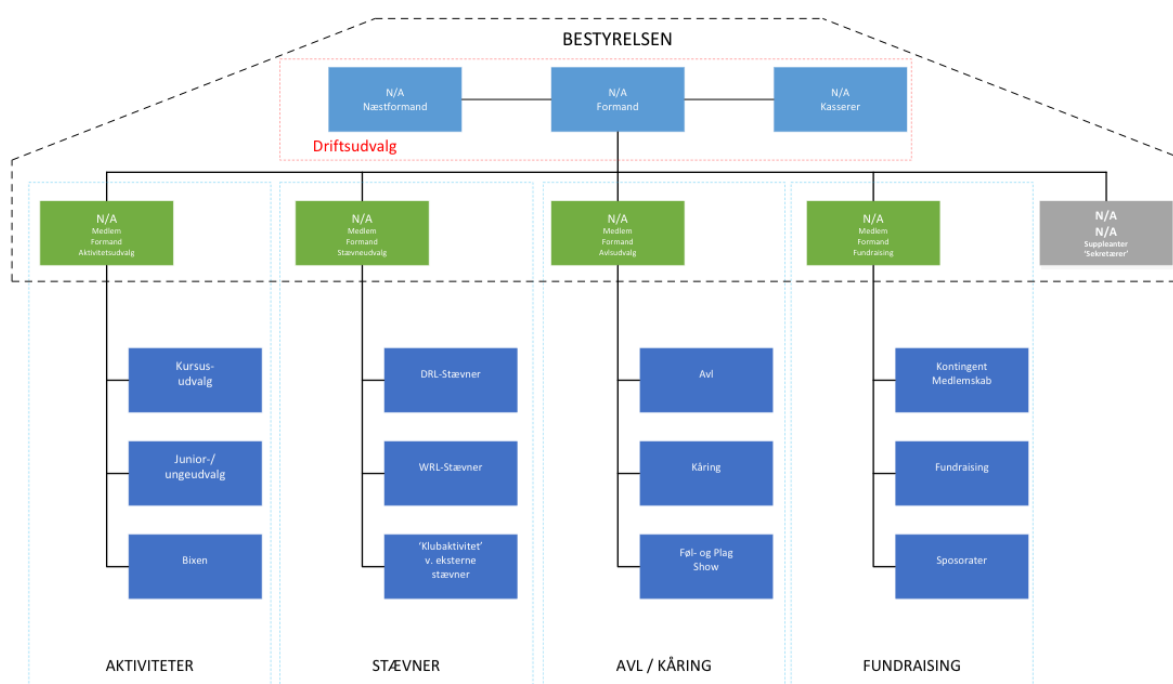 BESTYRELSEN
N/A
Næstformand
N/A
Formand
N/A
Kasserer
Driftsudvalg
N/A
Medlem
Formand
Aktivitetsudvalg
N/A
Medlem
Formand
Stævneudvalg
N/A
Medlem
Formand
Avlsudvalg
N/A
Medlem
Formand
Fundraising
N/A
N/A
Suppleanter
'Sekretærer'
Kursus-
udvalg
Junior-/
ungeudvalg
Bixen
DRL-Stævner
WRL-Stævner
'Klubaktivitet'
v. eksterne
stævner
Avl
Kåring
Føl- og Plag
Show
Kontingent
Medlemskab
Fundraising
Sposorater
AKTIVITETER
STÆVNER
AVL / KÅRING
FUNDRAISING